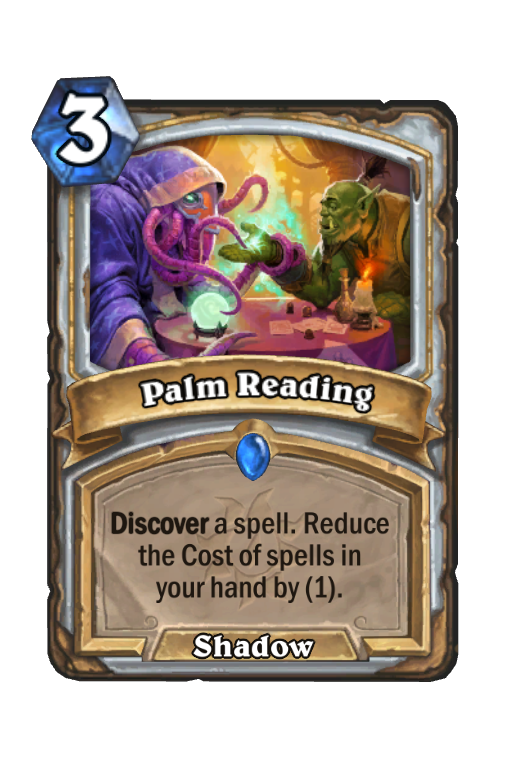 3
Palm Reading
Discover a spell. Reduce
the Cost of spells in
your hand by (1).
Shadow